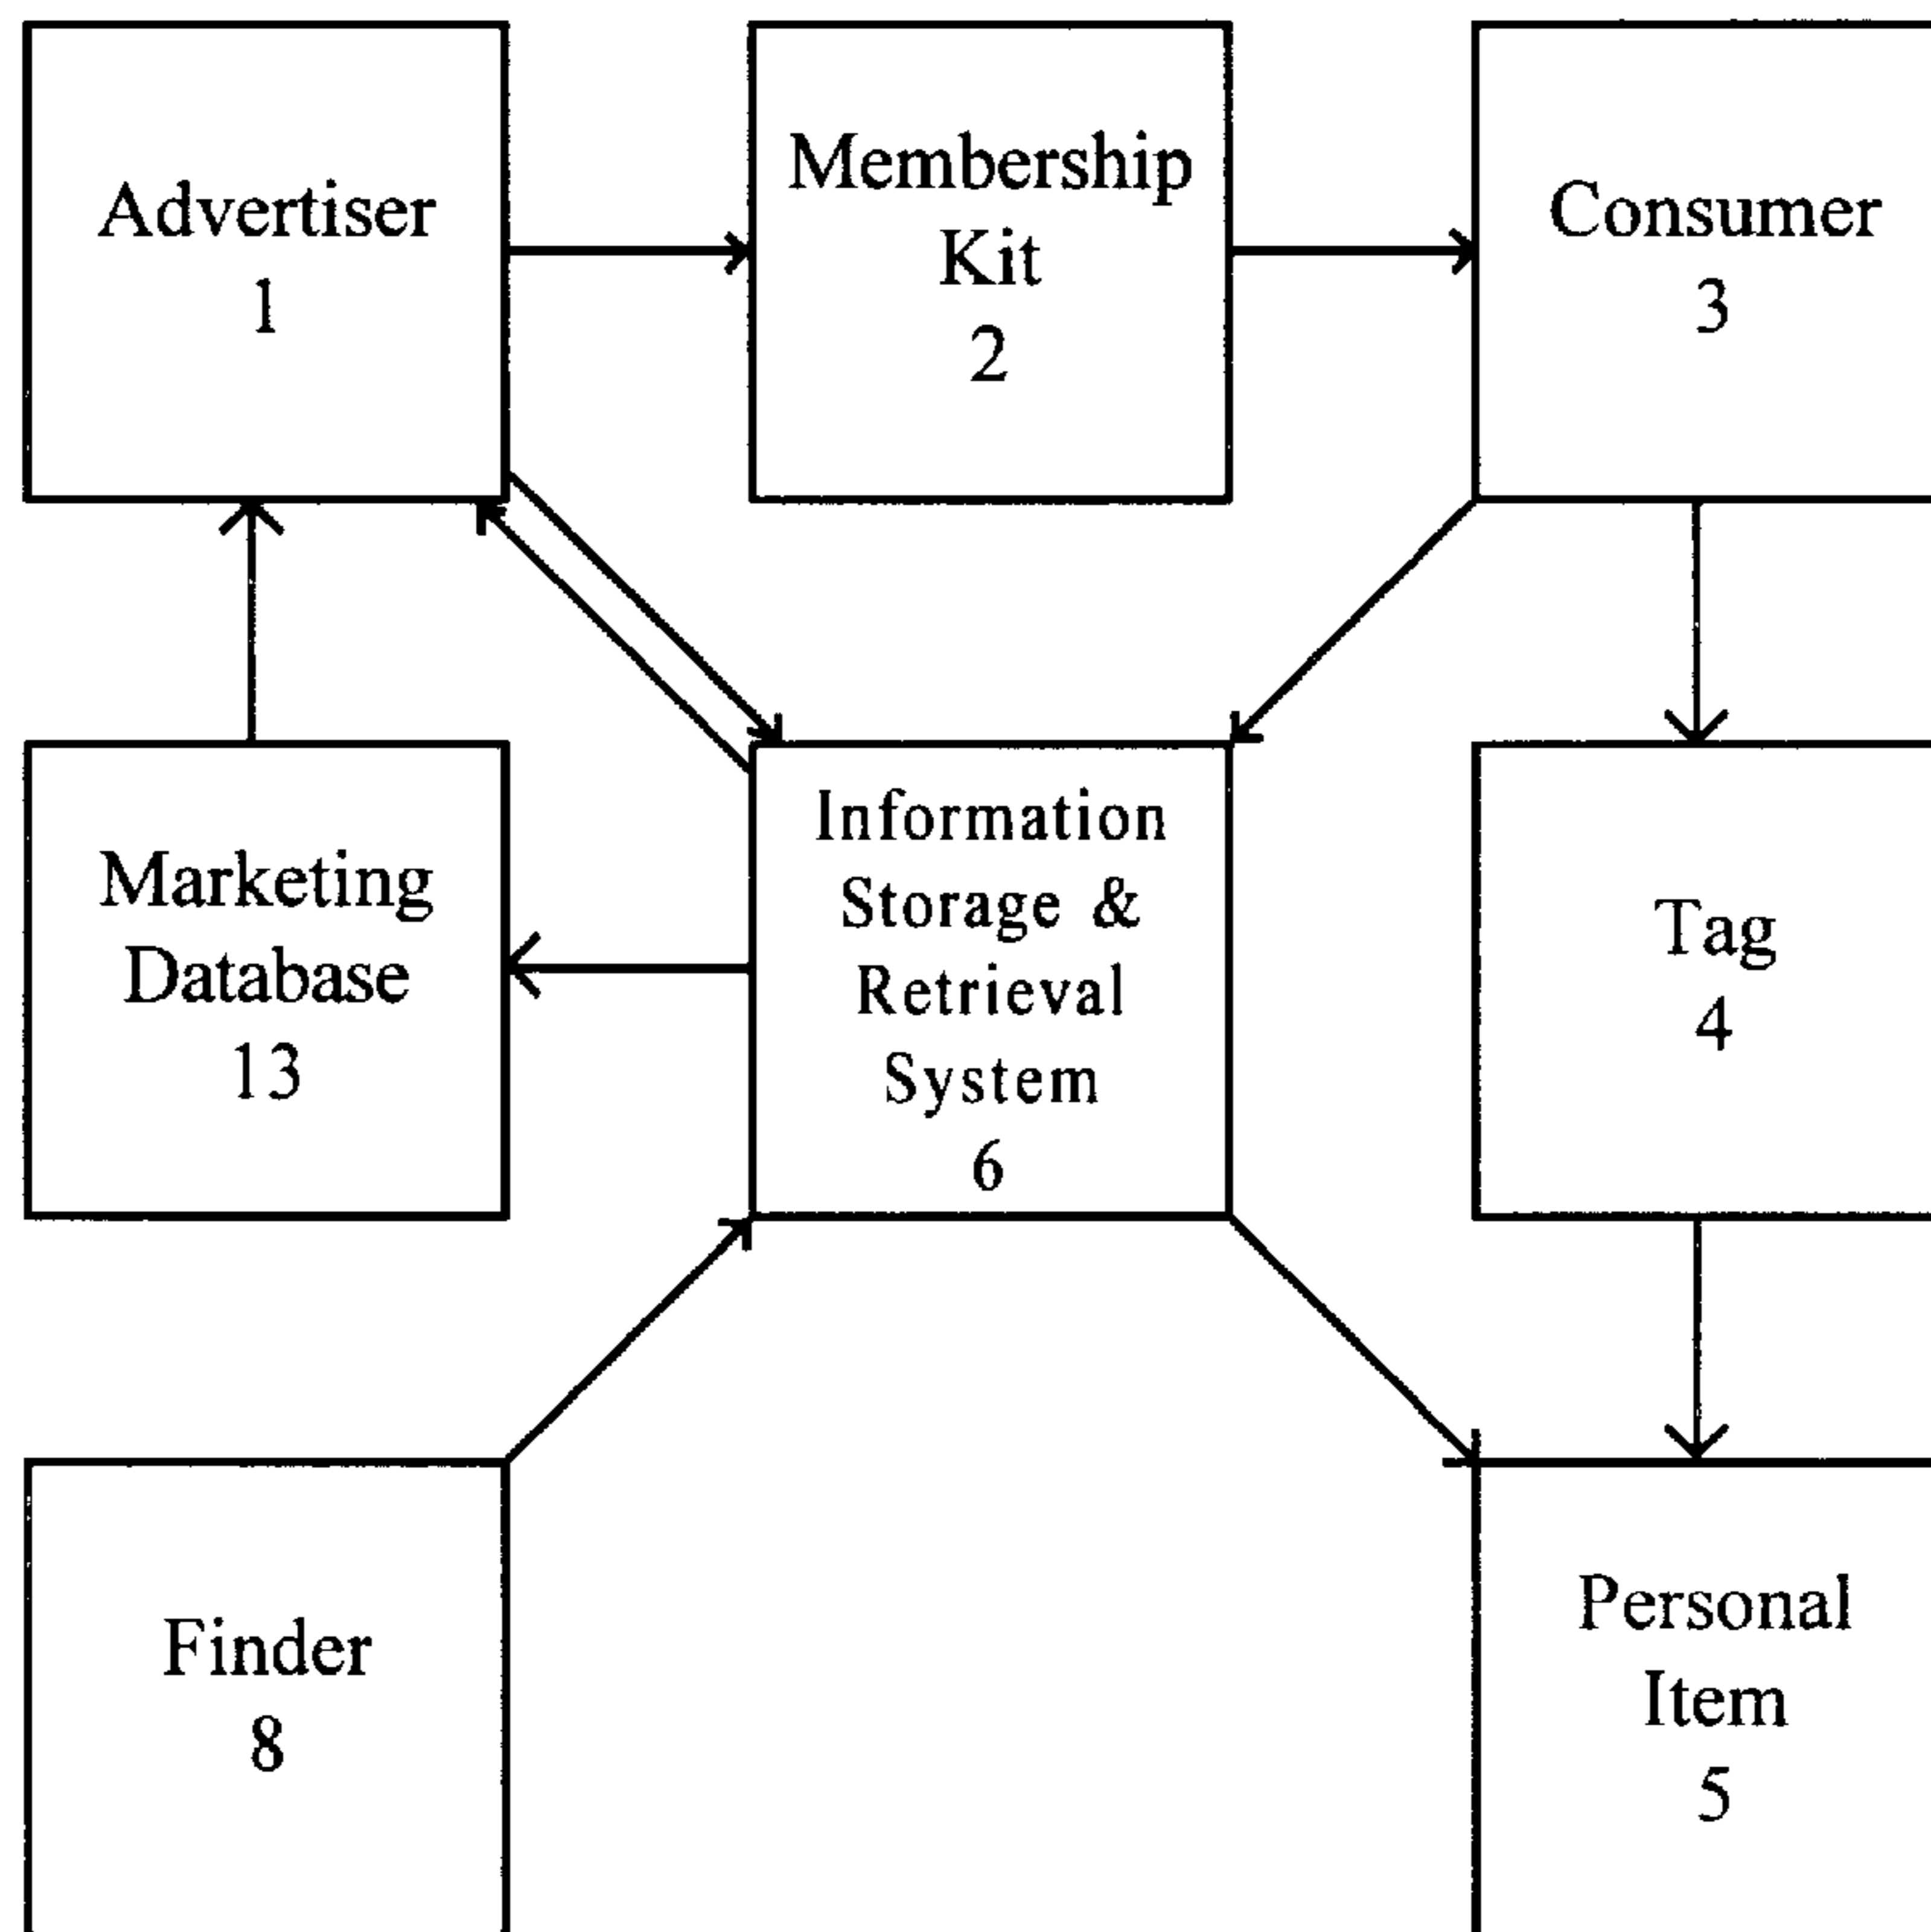 Advertiser
1
Membership
Kit
2
Consumer
3
Marketing
Database
13
Information
Storage &
Retrieval
System
6
Tag
4
Finder
8
Personal
Item
5